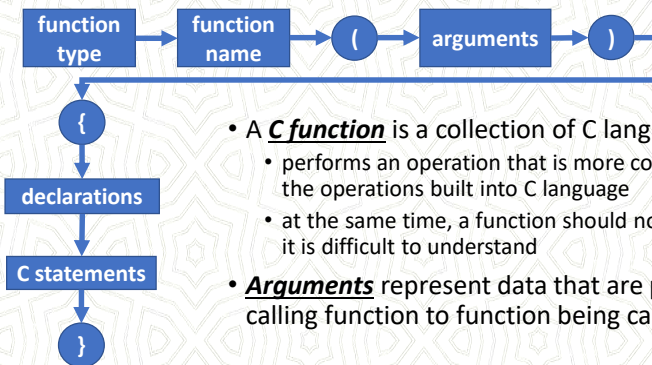 function type
function name
(
arguments
)
{
declarations
C statements
}
• A C function is a collection of C lang
• performs an operation that is more co
the operations built into C language
• at the same time, a function should no
it is difficult to understand
• Arguments represent data that are p
calling function to function being ca